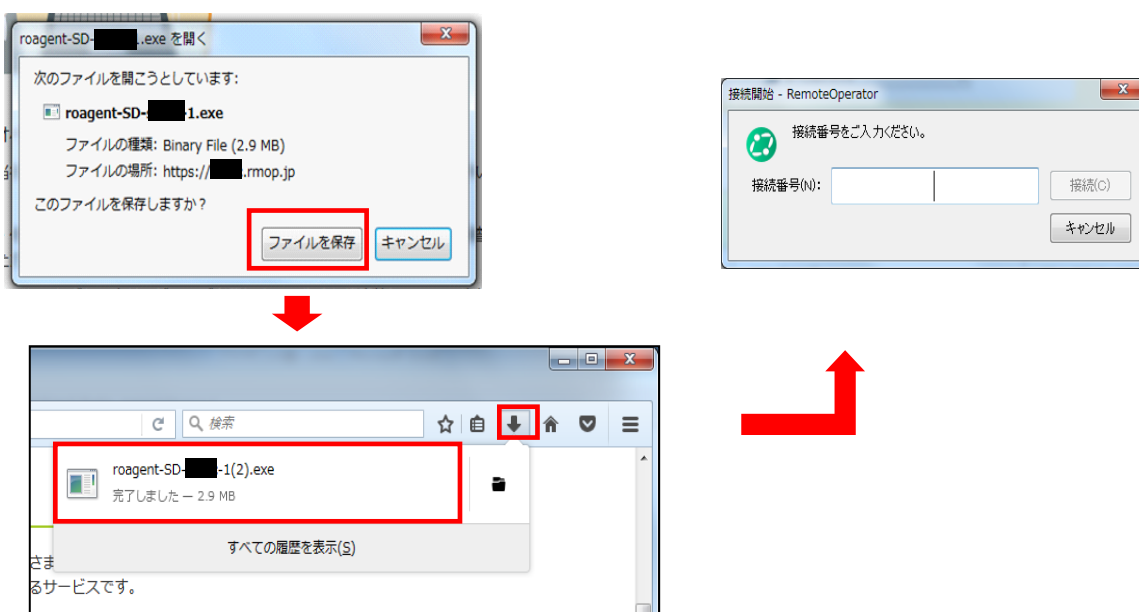 roagent-SD-..exe を開く
次のファイルを開こうとしています:
roagent-SD-1.exe
ファイルの種類: Binary File (2.9 MB)
ファイルの場所: https://.rmop.jp
このファイルを保存しますか？
ファイルを保存 キャンセル
検索
roagent-SD--1(2).exe
完了しました — 2.9 MB
すべての履歴を表示(S)
さま
るサービスです。
接続開始 - RemoteOperator
接続番号をご入力ください。
接続番号(N):
接続(C)
キャンセル